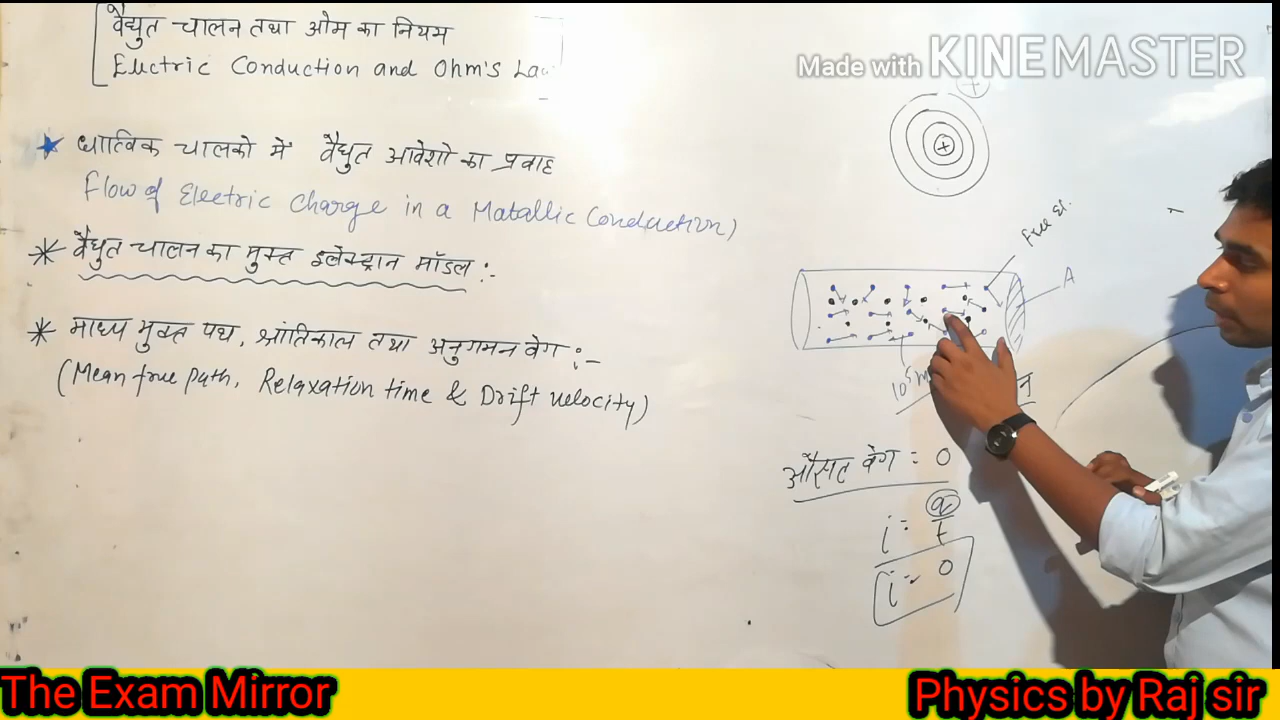 वैद्युत चालन तथा ओम का नियम
Electric Conduction and Ohm's Law
धात्विक चालको में वैद्युत आवेशो का प्रवाह
Flow of Electric Charge in a Matallic Conduction)
वैद्युत चालन का मुक्त इलेक्ट्रान मॉडल :-
माध्य मुक्त पथ, श्रांतिकाल तथा अनुगमन वेग :-
(Mean free path, Relaxation time & Drift velocity)
Made with KINEMASTER
+
+
Free El.
A
10⁵
औसत वेग = 0
i = q/t
i = 0
The Exam Mirror
Physics by Raj sir